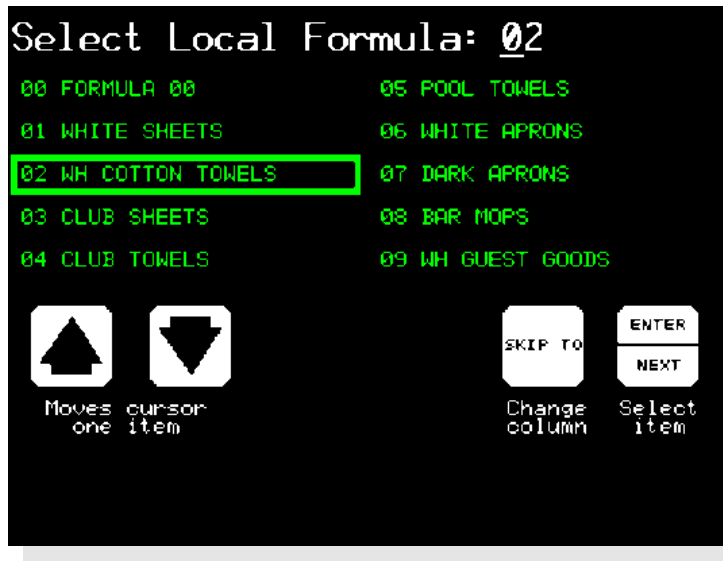 Select Local Formula: 02
00 FORMULA 00
01 WHITE SHEETS
02 WH COTTON TOWELS
03 CLUB SHEETS
04 CLUB TOWELS
05 POOL TOWELS
06 WHITE APRONS
07 DARK APRONS
08 BAR MOPS
09 WH GUEST GOODS
Moves cursor
one item
SKIP TO
Change
column
ENTER
NEXT
Select
item